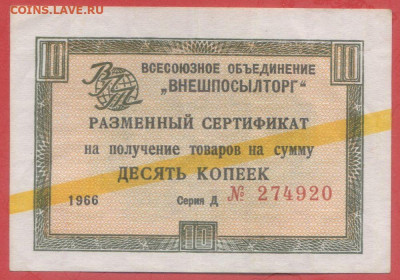 COINS.LAVE.RU
10 10
ВПТ
ВСЕСОЮЗНОЕ ОБЪЕДИНЕНИЕ
„ВНЕШПОСЫЛТОРГ“
РАЗМЕННЫЙ СЕРТИФИКАТ
на получение товаров на сумму
ДЕСЯТЬ КОПЕЕК
1966 Серия Д № 274920
10